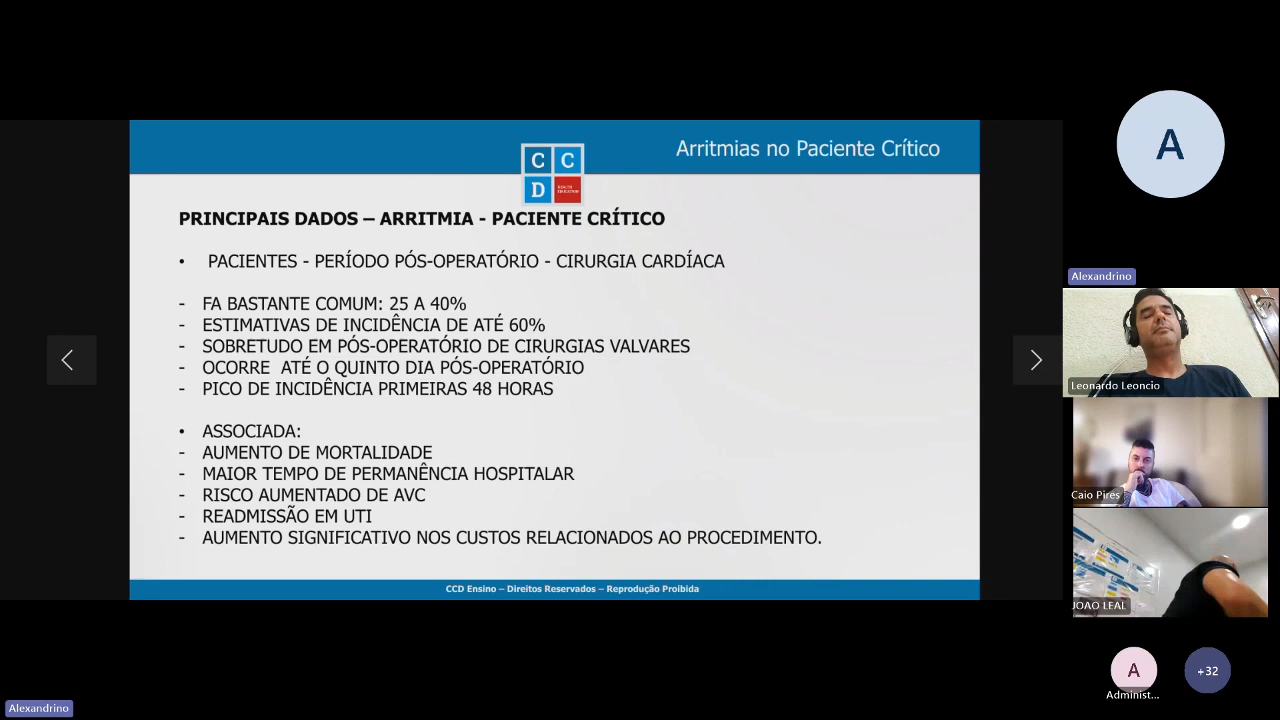 Arritmias no Paciente Crítico
C C
D HEALTH EDUCATION
PRINCIPAIS DADOS – ARRITMIA - PACIENTE CRÍTICO
• PACIENTES - PERÍODO PÓS-OPERATÓRIO - CIRURGIA CARDÍACA
- FA BASTANTE COMUM: 25 A 40%
- ESTIMATIVAS DE INCIDÊNCIA DE ATÉ 60%
- SOBRETUDO EM PÓS-OPERATÓRIO DE CIRURGIAS VALVARES
- OCORRE ATÉ O QUINTO DIA PÓS-OPERATÓRIO
- PICO DE INCIDÊNCIA PRIMEIRAS 48 HORAS
• ASSOCIADA:
- AUMENTO DE MORTALIDADE
- MAIOR TEMPO DE PERMANÊNCIA HOSPITALAR
- RISCO AUMENTADO DE AVC
- READMISSÃO EM UTI
- AUMENTO SIGNIFICATIVO NOS CUSTOS RELACIONADOS AO PROCEDIMENTO.
CCD Ensino – Direitos Reservados – Reprodução Proibida
A
Alexandrino
Leonardo Leoncio
Caio Pires
JOAO LEAL
A
Administ...
+32
Alexandrino